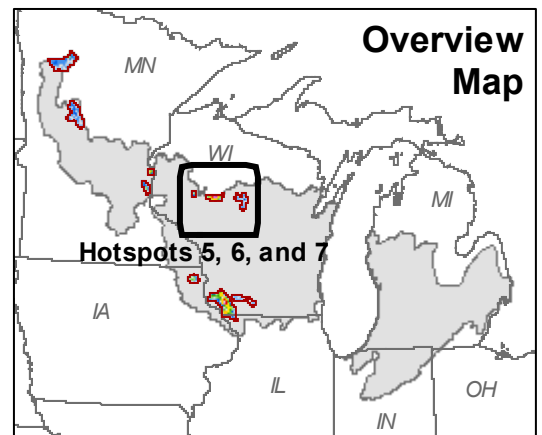 Overview
Map
MN
WI
MI
Hotspots 5, 6, and 7
IA
IL
IN
OH